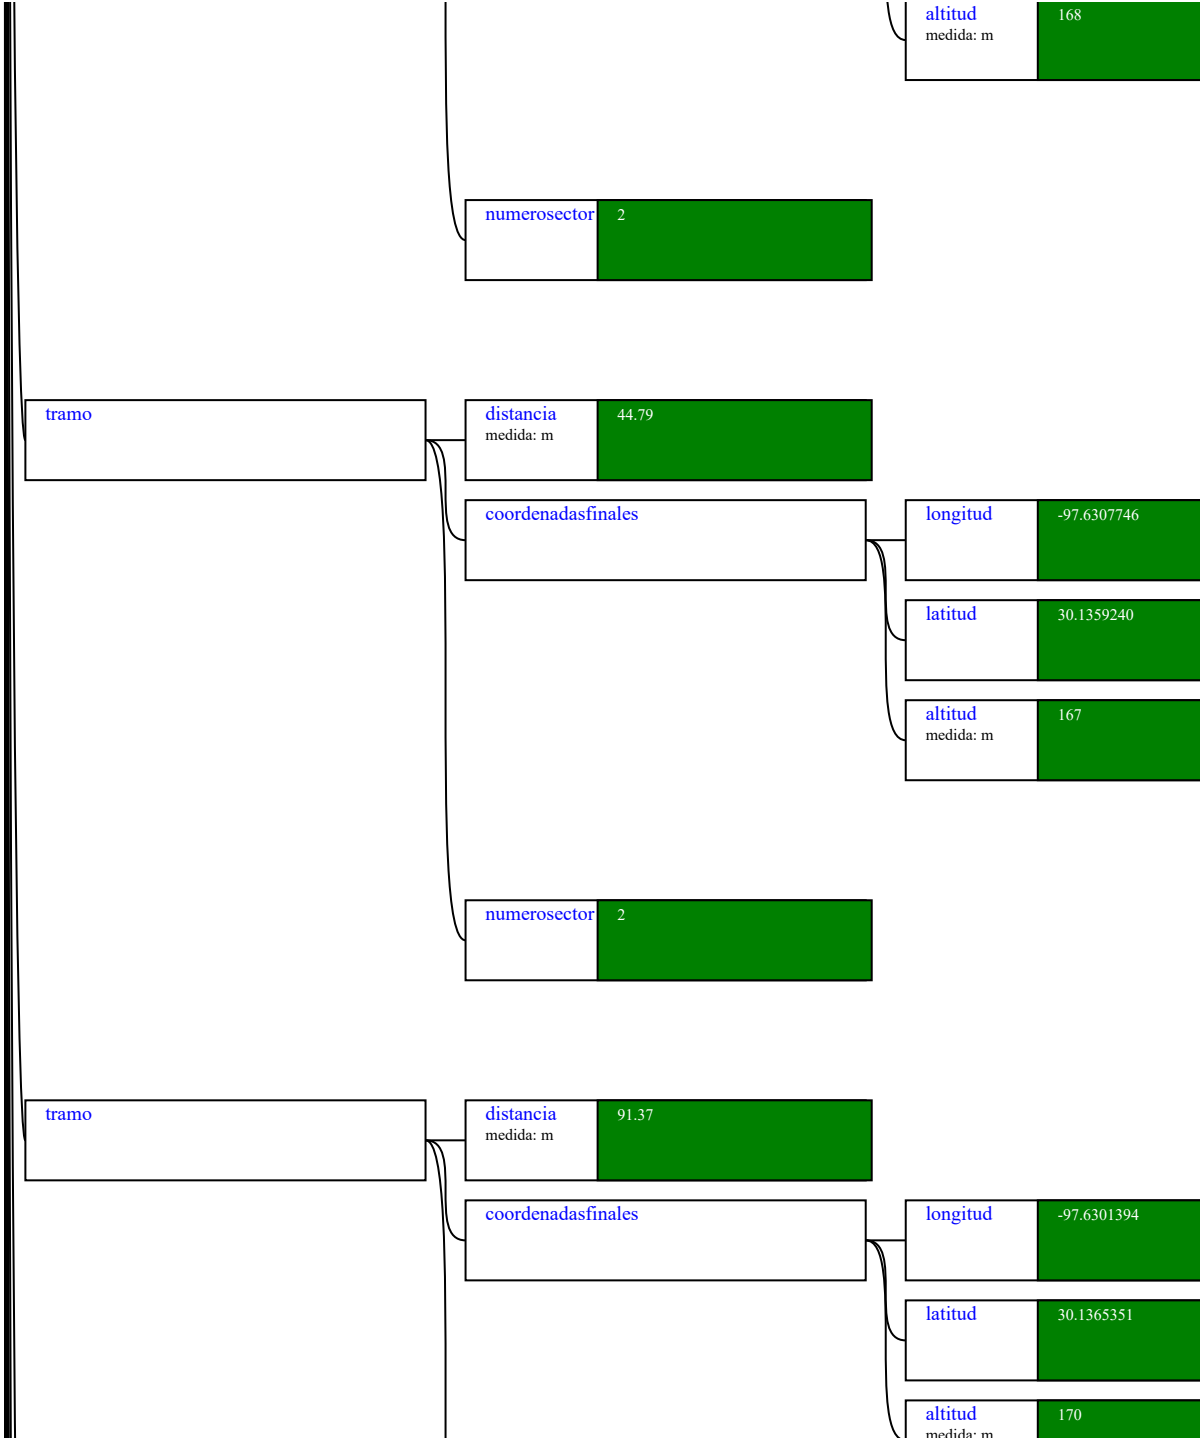 altitud 168
medida: m
numerosector 2
tramo
distancia 44.79
medida: m
coordenadasfinales
longitud -97.6307746
latitud 30.1359240
altitud 167
medida: m
numerosector 2
tramo
distancia 91.37
medida: m
coordenadasfinales
longitud -97.6301394
latitud 30.1365351
altitud 170
medida: m